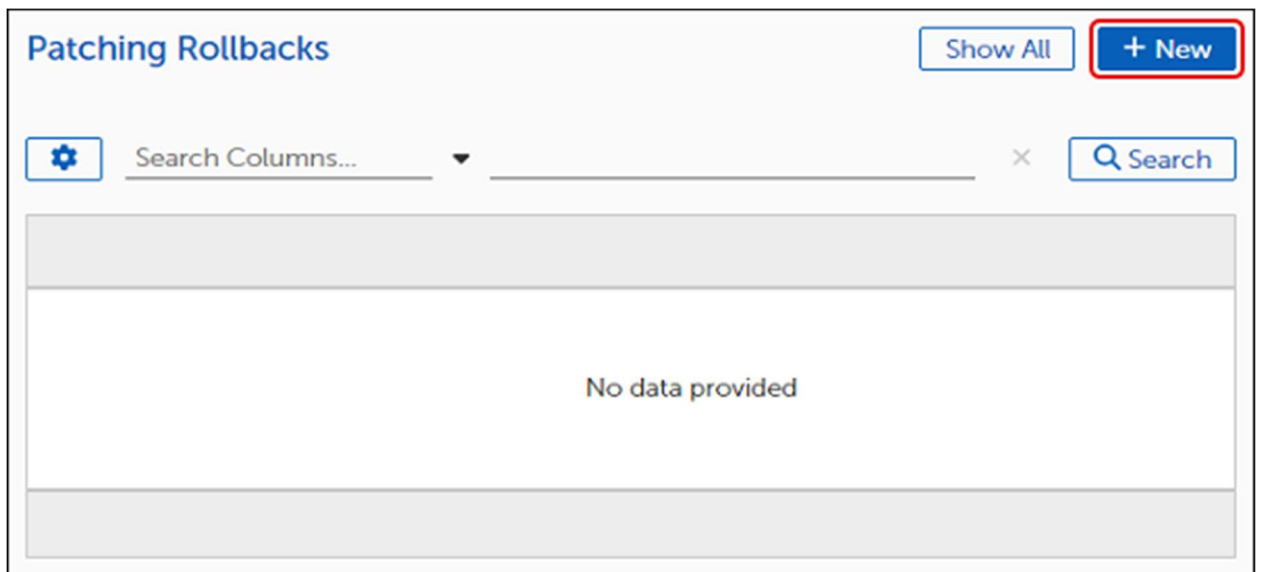 Patching Rollbacks
Show All
+ New
Search Columns...
Search
No data provided